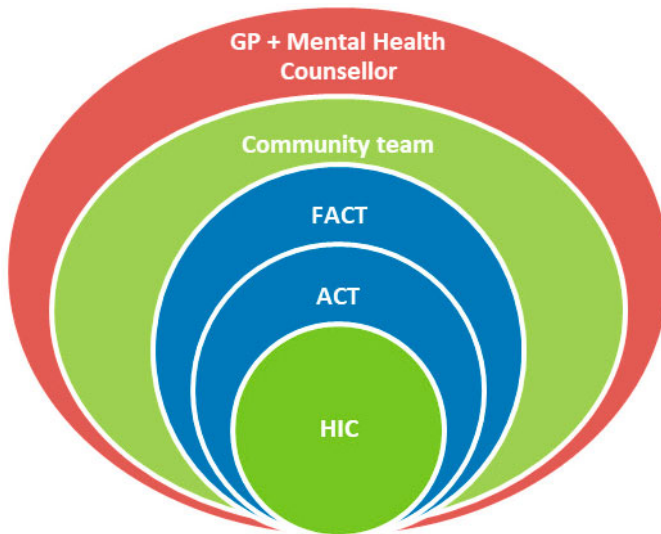 GP + Mental Health
Counsellor
Community team
FACT
ACT
HIC